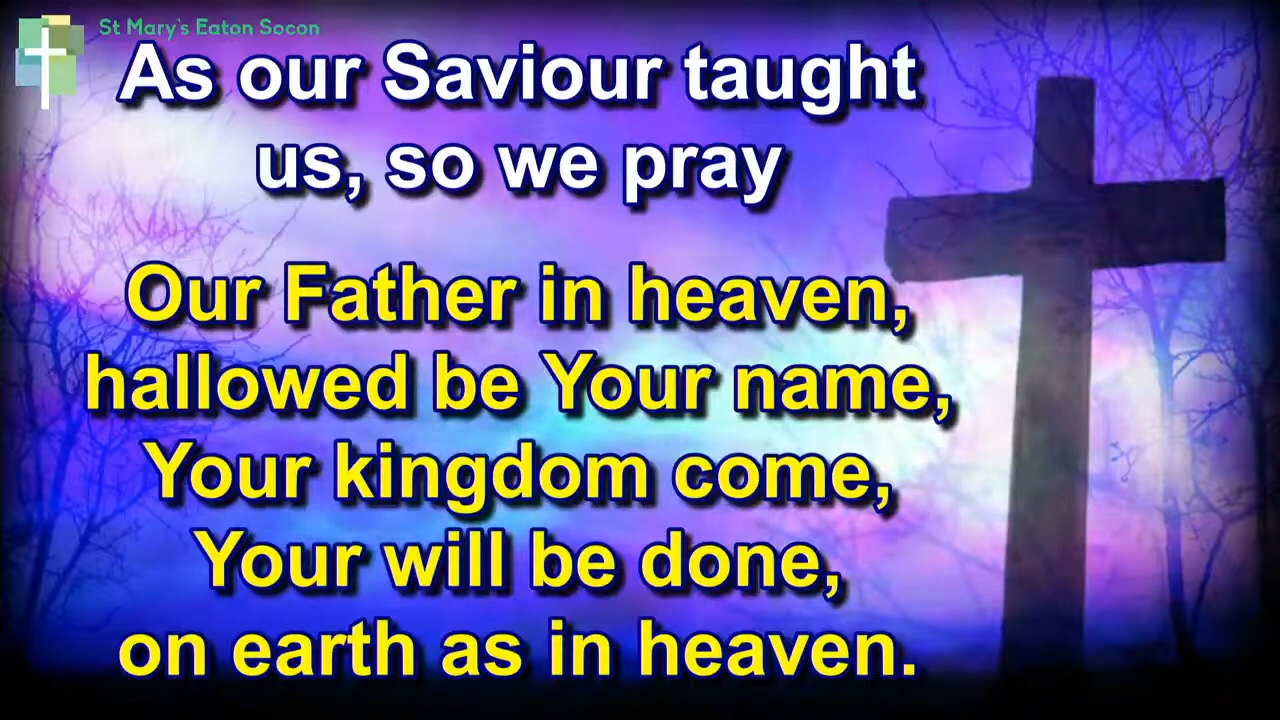 St Mary's Eaton Socon
As our Saviour taught
us, so we pray
Our Father in heaven,
hallowed be Your name,
Your kingdom come,
Your will be done,
on earth as in heaven.